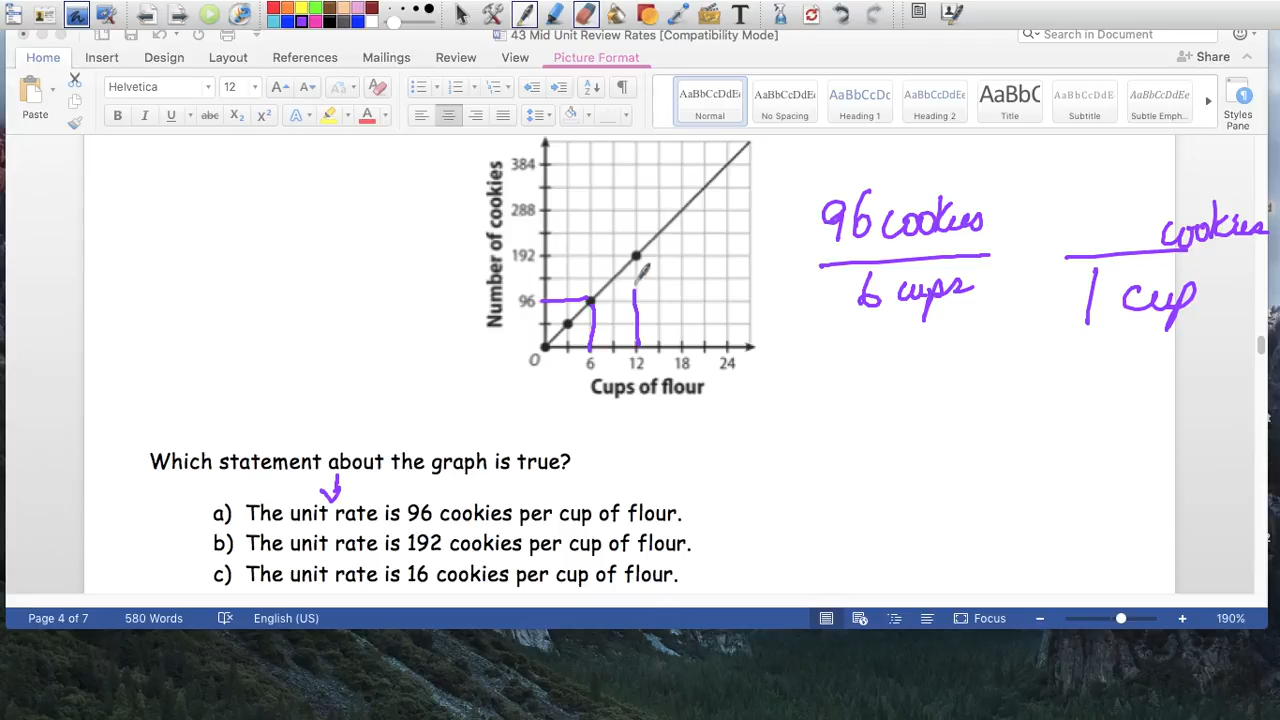 43 Mid Unit Review Rates [Compatibility Mode]
Search in Document
Home Insert Design Layout References Mailings Review View Picture Format
Share
Paste
Helvetica 12
AaBbCcDdEe AaBbCcDdEe AaBbCcDc AaBbCcDdEe AaBbC AaBbCcDdEe AaBbCcDdEe
Normal No Spacing Heading 1 Heading 2 Title Subtitle Subtle Emph...
Styles Pane
Number of cookies
384
288
192
96
O 6 12 18 24
Cups of flour
96 cookies
6 cups
cookies
1 cup
Which statement about the graph is true?
a) The unit rate is 96 cookies per cup of flour.
b) The unit rate is 192 cookies per cup of flour.
c) The unit rate is 16 cookies per cup of flour.
Page 4 of 7 580 Words English (US) Focus 190%